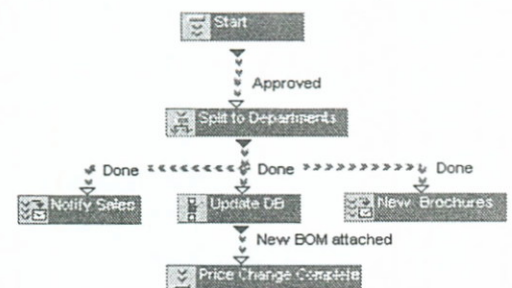 Start
Approved
Split to Departments
Done Done Done
Notify Sales Update DB New Brochures
New BOM attached
Price Change Complete